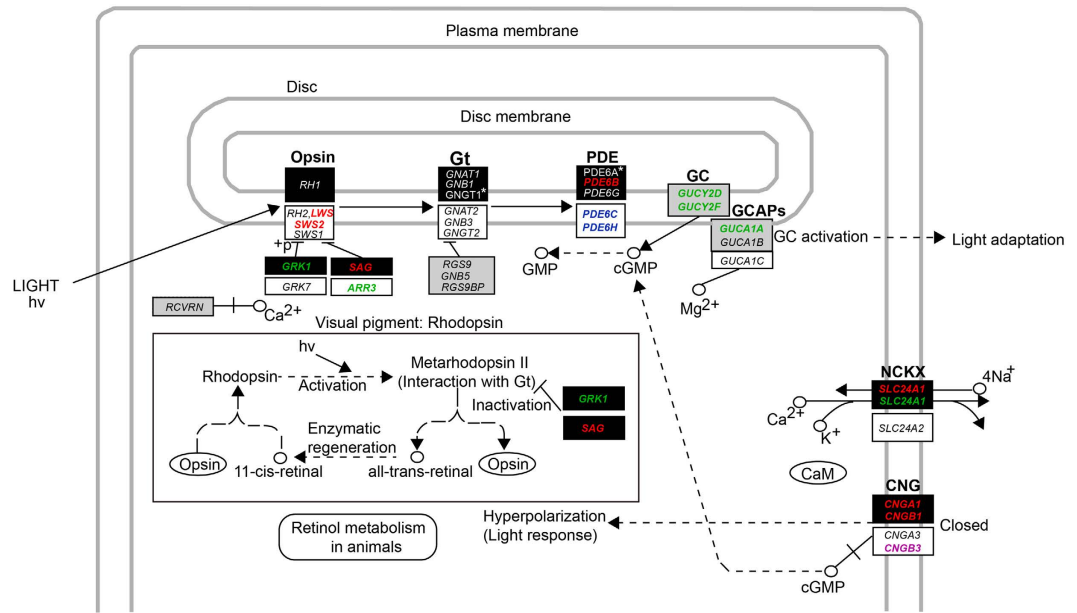 Plasma membrane
Disc
Disc membrane
Opsin
RH1
RH2,LWS
SWS2
SWS1
+p
GRK1
GRK7
SAG
ARR3
Gt
GNAT1
GNB1
GNGT1*
GNAT2
GNB3
GNGT2
RGS9
GNB5
RGS9BP
PDE
PDE6A*
PDE6B
PDE6G
PDE6C
PDE6H
GC
GUCY2D
GUCY2F
GCAPs
GUCA1A
GUCA1B
GUCA1C
GC activation
Light adaptation
LIGHT
hv
GMP
cGMP
Mg2+
RCVRN
Ca2+
Visual pigment: Rhodopsin
hv
Rhodopsin
Activation
Metarhodopsin II
(Interaction with Gt)
Inactivation
GRK1
SAG
Enzymatic
regeneration
Opsin
11-cis-retinal
all-trans-retinal
Opsin
NCKX
SLC24A1
SLC24A1
SLC24A2
4Na+
Ca2+
K+
CaM
CNG
CNGA1
CNGB1
CNGA3
CNGB3
Closed
Hyperpolarization
(Light response)
cGMP
Retinol metabolism
in animals